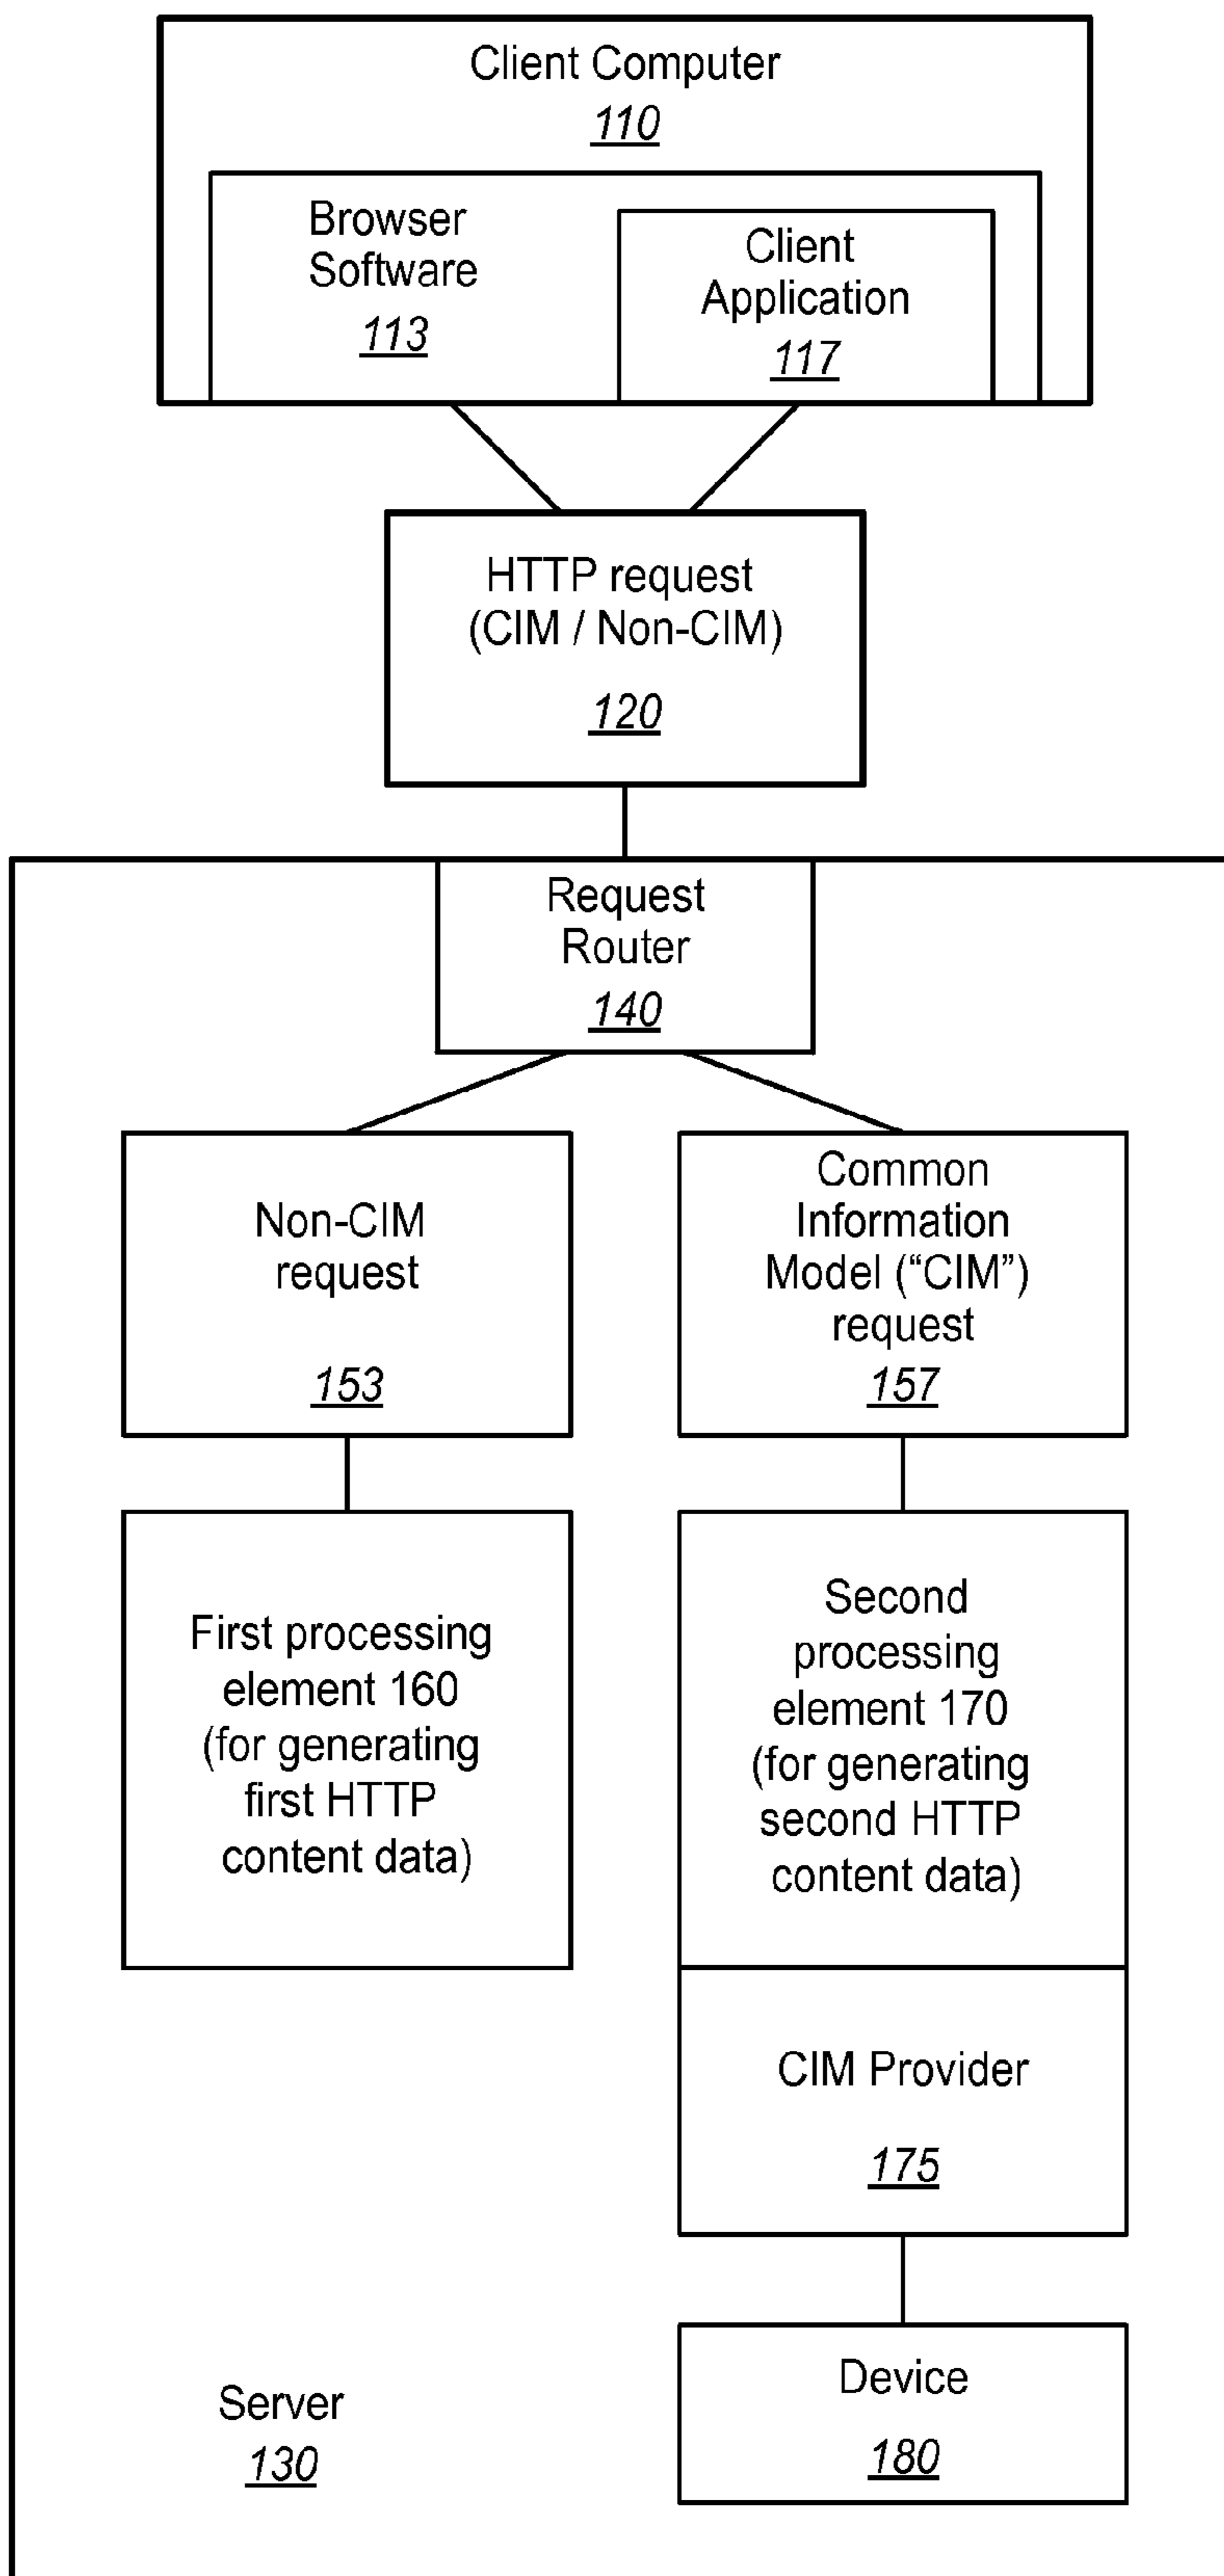 Client Computer
110
Browser
Software
113
Client
Application
117
HTTP request
(CIM / Non-CIM)
120
Request
Router
140
Non-CIM
request
153
Common
Information
Model (“CIM”)
request
157
First processing
element 160
(for generating
first HTTP
content data)
Second
processing
element 170
(for generating
second HTTP
content data)
CIM Provider
175
Device
180
Server
130